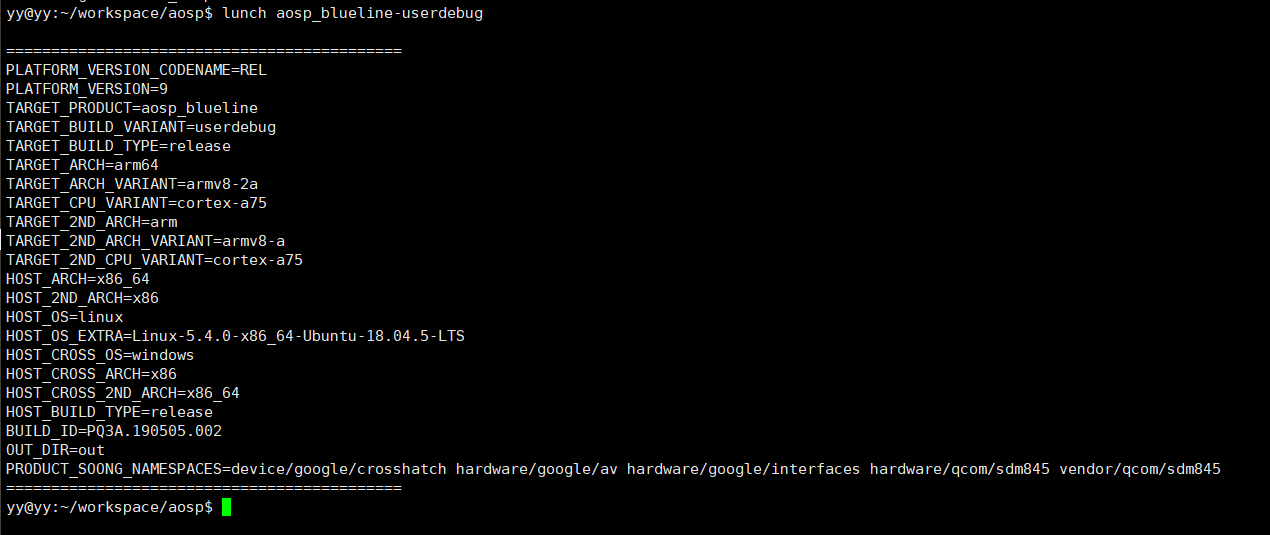 yy@yy:~/workspace/aosp$ lunch aosp_blueline-userdebug
============================================
PLATFORM_VERSION_CODENAME=REL
PLATFORM_VERSION=9
TARGET_PRODUCT=aosp_blueline
TARGET_BUILD_VARIANT=userdebug
TARGET_BUILD_TYPE=release
TARGET_ARCH=arm64
TARGET_ARCH_VARIANT=armv8-2a
TARGET_CPU_VARIANT=cortex-a75
TARGET_2ND_ARCH=arm
TARGET_2ND_ARCH_VARIANT=armv8-a
TARGET_2ND_CPU_VARIANT=cortex-a75
HOST_ARCH=x86_64
HOST_2ND_ARCH=x86
HOST_OS=linux
HOST_OS_EXTRA=Linux-5.4.0-x86_64-Ubuntu-18.04.5-LTS
HOST_CROSS_OS=windows
HOST_CROSS_ARCH=x86
HOST_CROSS_2ND_ARCH=x86_64
HOST_BUILD_TYPE=release
BUILD_ID=PQ3A.190505.002
OUT_DIR=out
PRODUCT_SOONG_NAMESPACES=device/google/crosshatch hardware/google/av hardware/google/interfaces hardware/qcom/sdm845 vendor/qcom/sdm845
============================================
yy@yy:~/workspace/aosp$